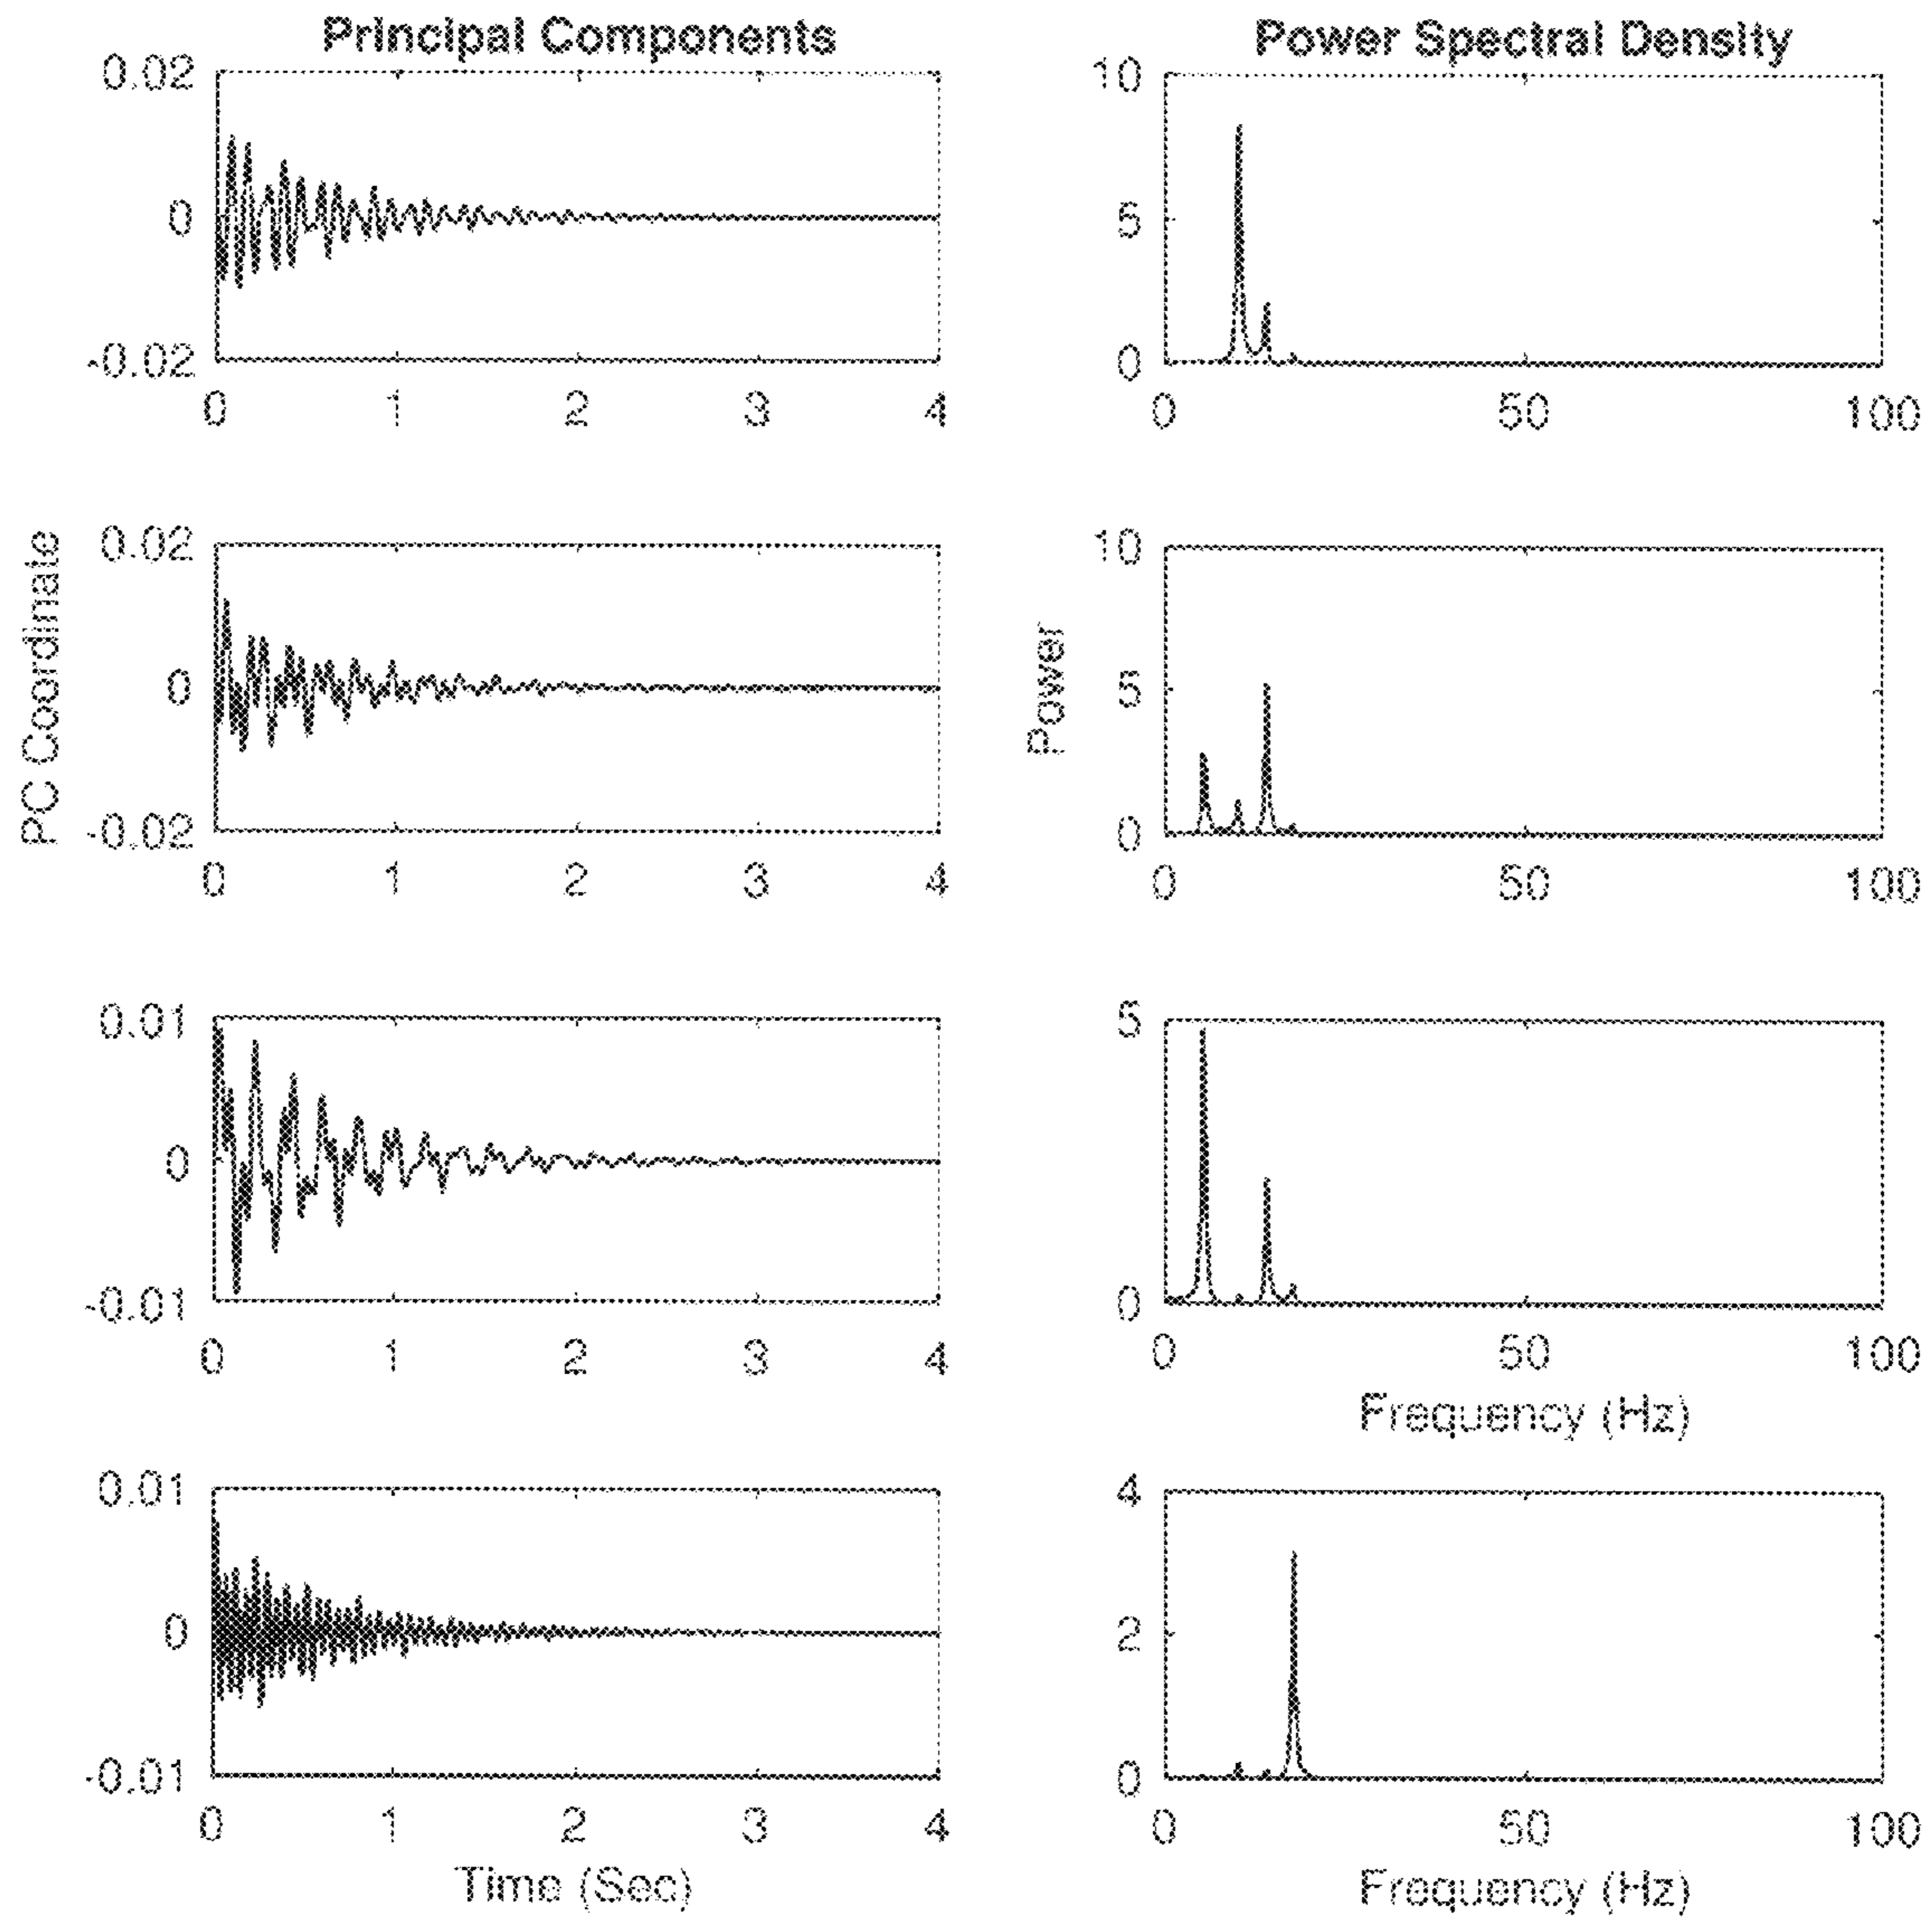 Principal Components
Power Spectral Density
0.02
0
-0.02
0 1 2 3 4
10
5
0
0 50 100
PC Coordinate
0.02
0
-0.02
0 1 2 3 4
Power
10
5
0
0 50 100
0.01
0
-0.01
0 1 2 3 4
5
0
0 50 100
Frequency (Hz)
0.01
0
-0.01
0 1 2 3 4
Time (Sec)
4
2
0
0 50 100
Frequency (Hz)